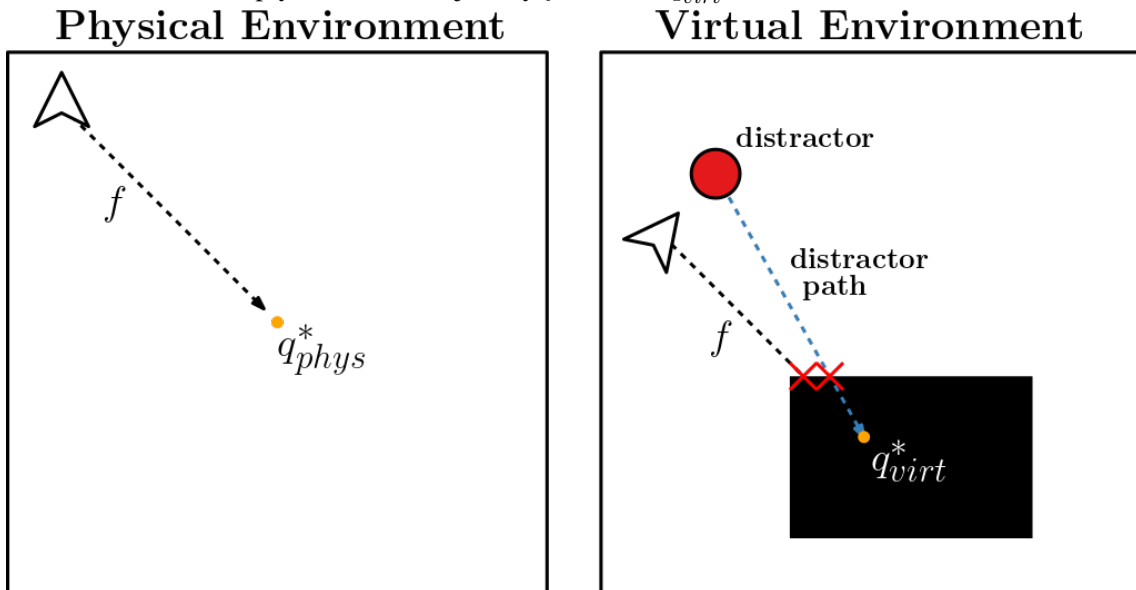 Physical Environment
Virtual Environment
distractor
f
distractor
path
f
q*phys
q*virt